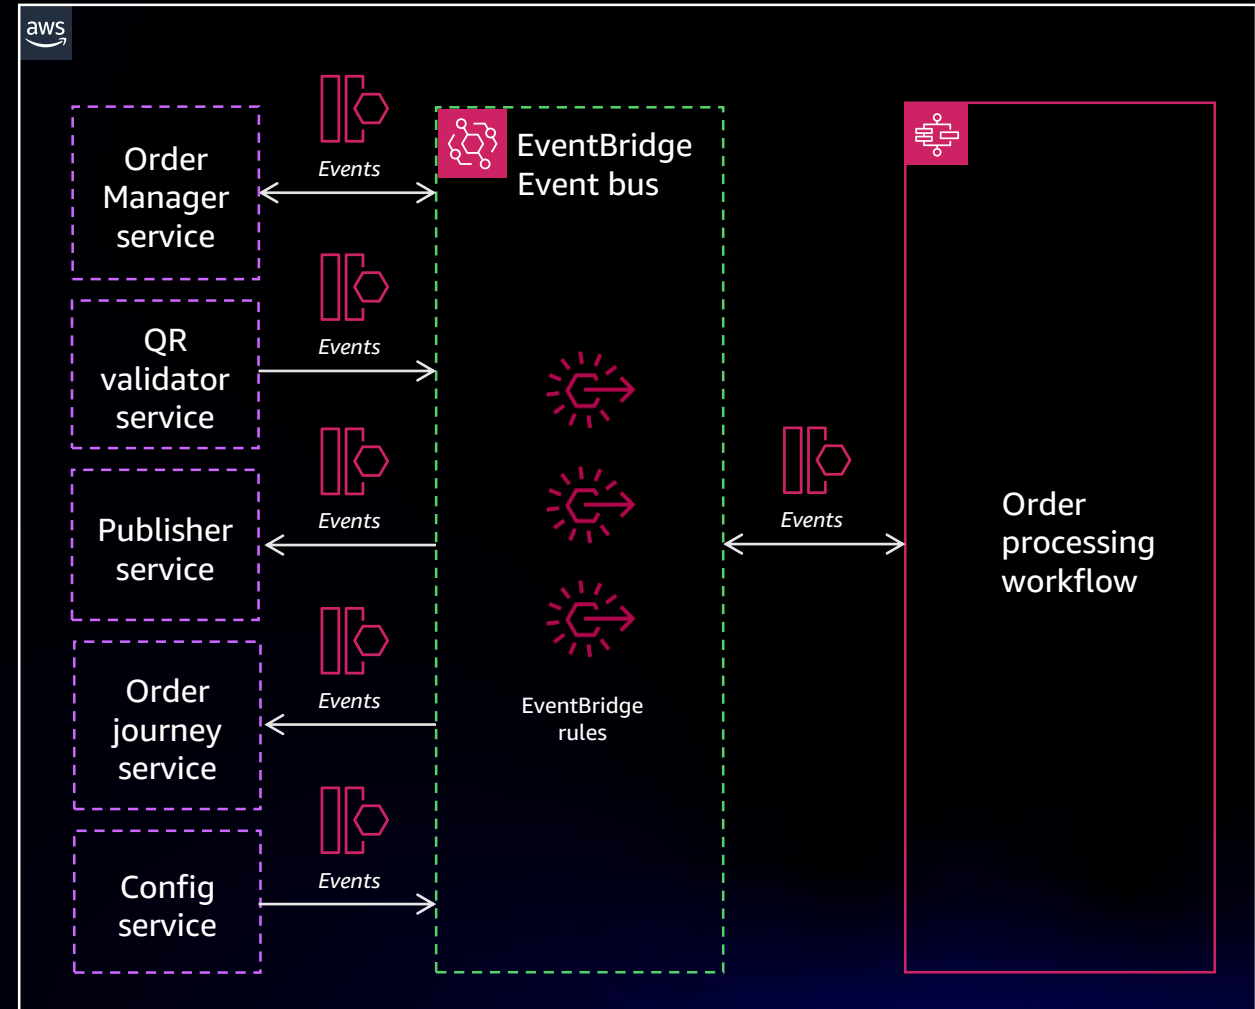 aws
Order
Manager
service
Events
EventBridge
Event bus
QR
validator
service
Events
Publisher
service
Events
Order
journey
service
Events
Config
service
Events
EventBridge
rules
Events
Order
processing
workflow